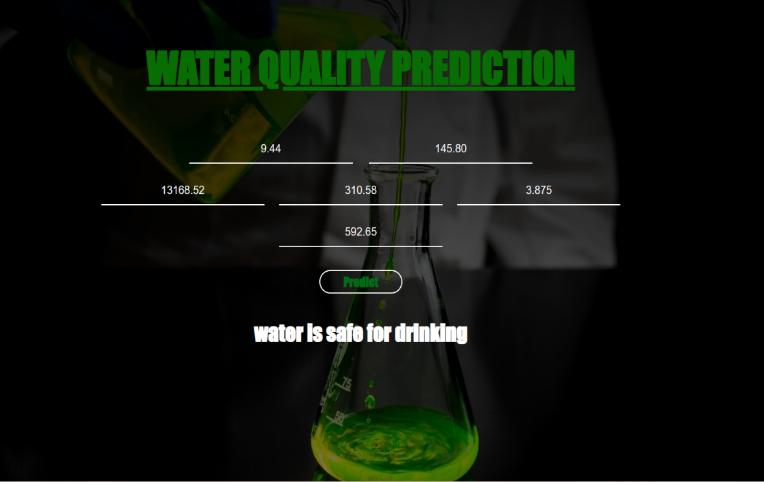 WATER QUALITY PREDICTION
9.44 145.80
13168.52 310.58 3.875
592.65
Predict
water is safe for drinking
75